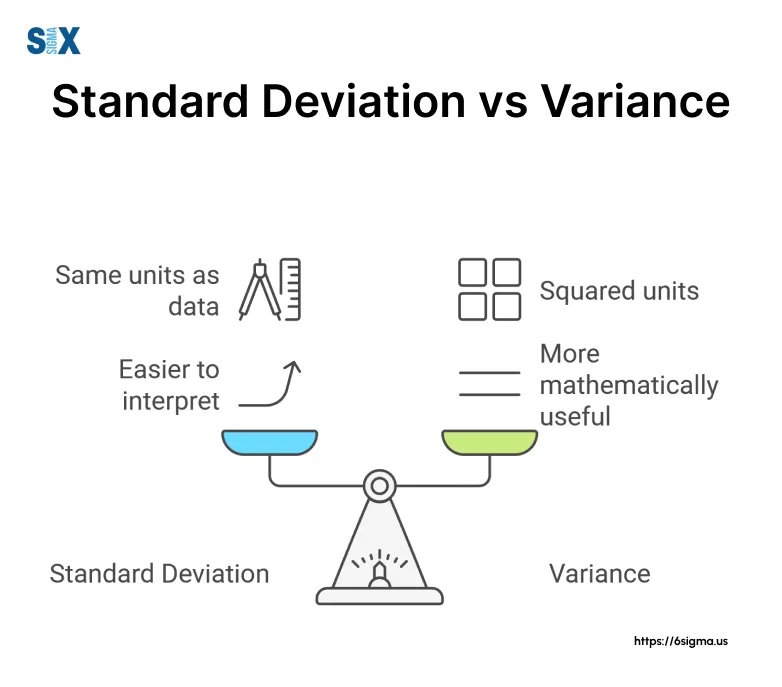 SIX
SIGMA
Standard Deviation vs Variance
Same units as
data
Squared units
Easier to
interpret
More
mathematically
useful
Standard Deviation
Variance
https://6sigma.us